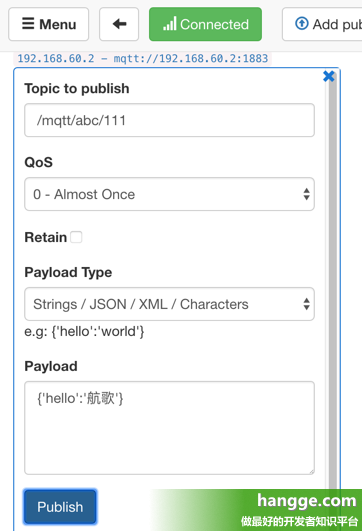 Menu
Connected
Add pu
192.168.60.2 - mqtt://192.168.60.2:1883
Topic to publish
/mqtt/abc/111
QoS
0 - Almost Once
Retain
Payload Type
Strings / JSON / XML / Characters
e.g: {'hello':'world'}
Payload
{'hello':'航歌'}
Publish
hangge.com
做最好的开发者知识平台